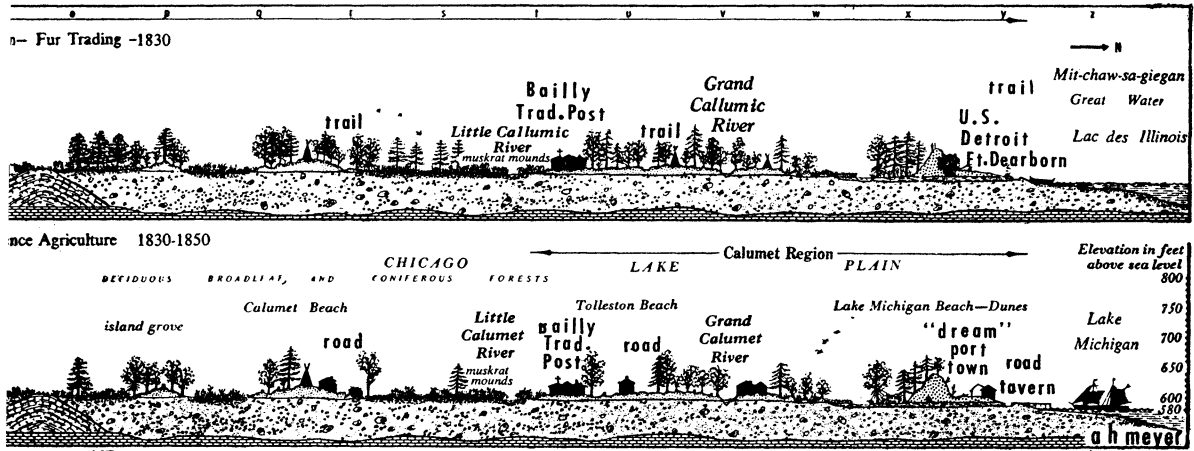 o p q r s t u v w x y z
n— Fur Trading -1830
N
Mit-chaw-sa-giegan
Great Water
Lac des Illinois
trail
U.S.
Detroit
Ft.Dearborn
Grand
Callumic
River
trail
Bailly
Trad.Post
Little Callumic
River
muskrat mounds
trail
nce Agriculture 1830-1850
Calumet Region
Elevation in feet
above sea level
800
750
700
650
600
580
CHICAGO LAKE PLAIN
DECIDUOUS BROADLEAF, AND CONIFEROUS FORESTS
Calumet Beach
Tolleston Beach
Lake Michigan Beach—Dunes
island grove
road
Little
Calumet
River
muskrat
mounds
Bailly
Trad.
Post
road
Grand
Calumet
River
"dream"
port
town
road
tavern
Lake
Michigan
a h meyer